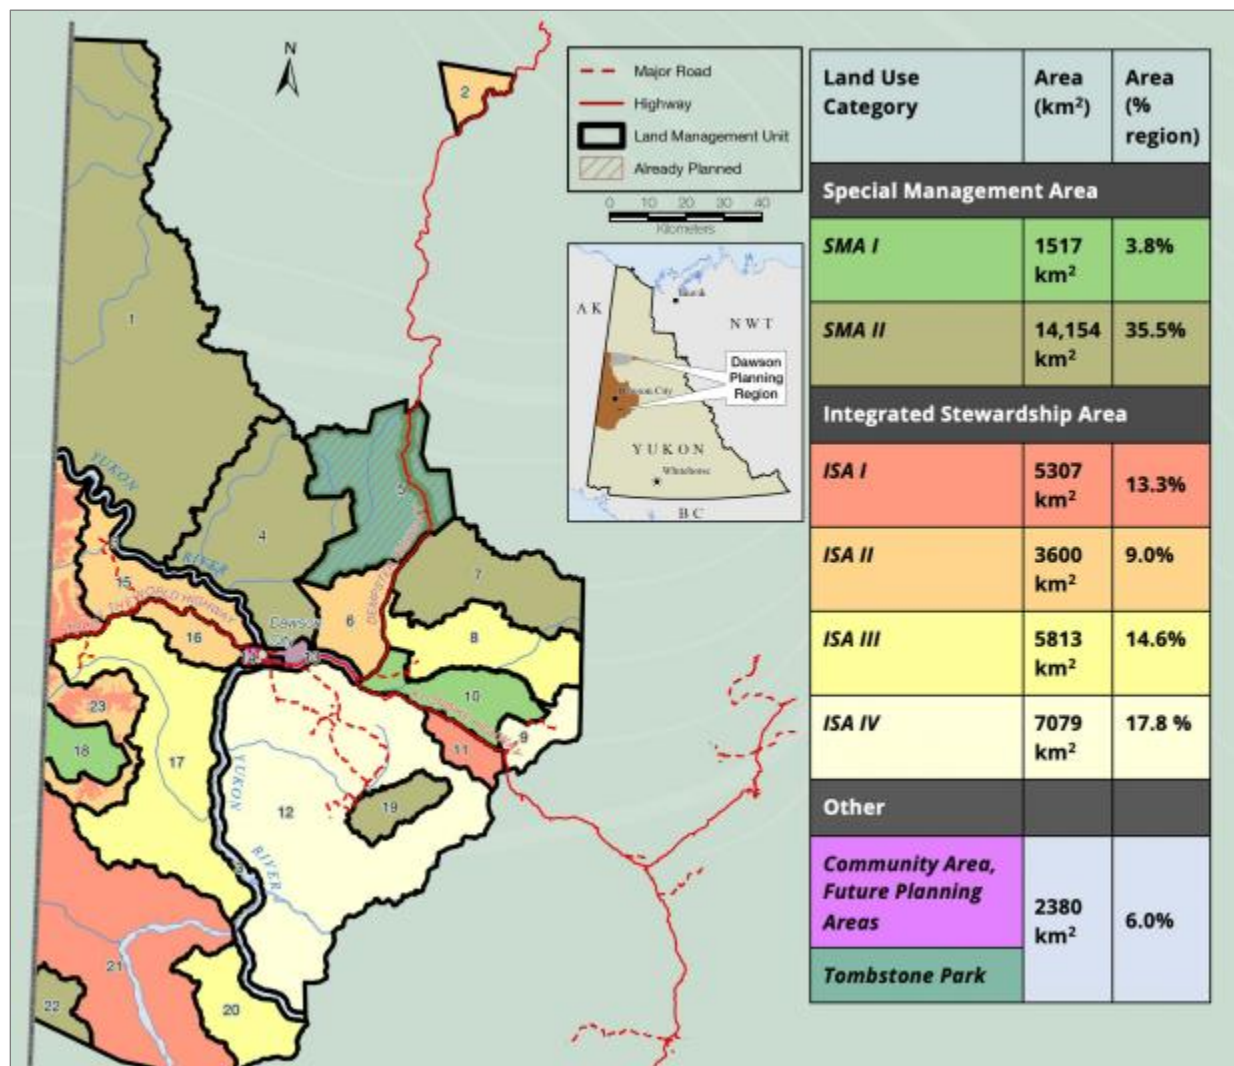 N
Major Road
Highway
Land Management Unit
Already Planned
0 10 20 30 40
Kilometers
AK
NWT
Dawson
Planning
Region
YUKON
Whitehorse
BC
Land Use
Category
Area
(km²)
Area
(%
region)
Special Management Area
SMA I
1517
km²
3.8%
SMA II
14,154
km²
35.5%
Integrated Stewardship Area
ISA I
5307
km²
13.3%
ISA II
3600
km²
9.0%
ISA III
5813
km²
14.6%
ISA IV
7079
km²
17.8 %
Other
Community Area,
Future Planning
Areas
2380
km²
6.0%
Tombstone Park
1
2
YUKON
RIVER
4
5
6
7
8
9
10
11
12
15
16
17
18
19
20
21
22
23
Dawson
YUKON
RIVER
WORLD HIGHWAY